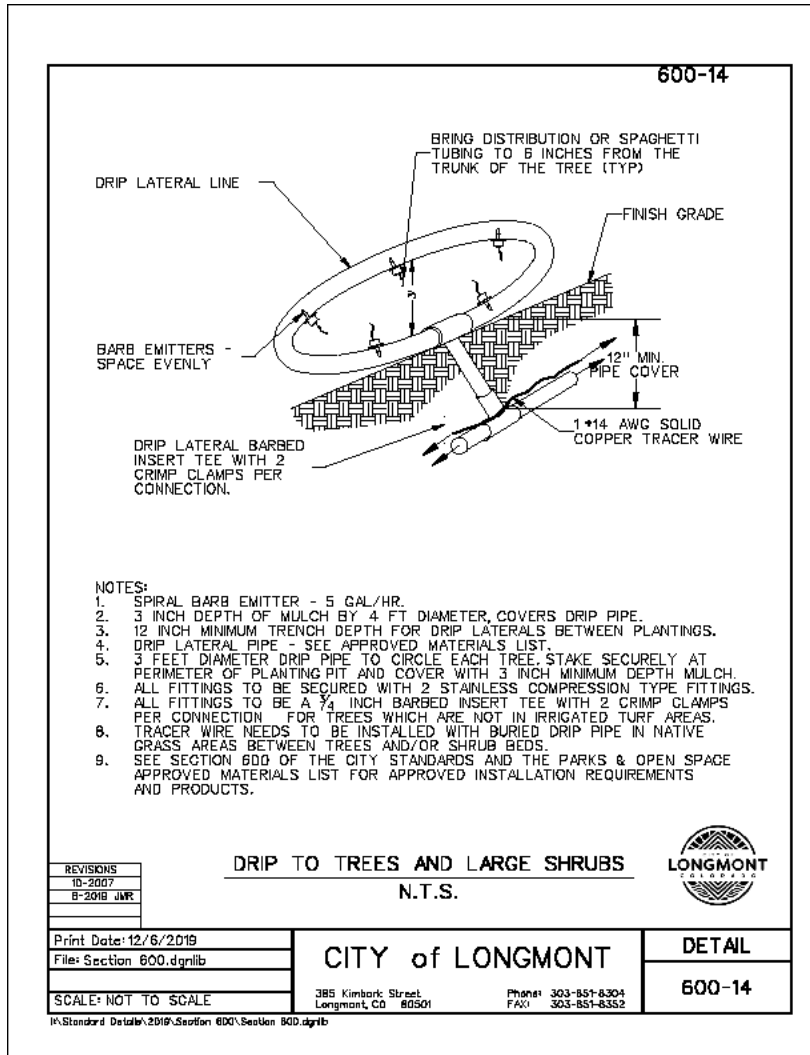 600-14
BRING DISTRIBUTION OR SPAGHETTI
TUBING TO 6 INCHES FROM THE
TRUNK OF THE TREE (TYP)
DRIP LATERAL LINE
FINISH GRADE
3'
BARB EMITTERS -
SPACE EVENLY
12" MIN.
PIPE COVER
1 #14 AWG SOLID
COPPER TRACER WIRE
DRIP LATERAL BARBED
INSERT TEE WITH 2
CRIMP CLAMPS PER
CONNECTION.
NOTES:
1. SPIRAL BARB EMITTER - 5 GAL/HR.
2. 3 INCH DEPTH OF MULCH BY 4 FT DIAMETER, COVERS DRIP PIPE.
3. 12 INCH MINIMUM TRENCH DEPTH FOR DRIP LATERALS BETWEEN PLANTINGS.
4. DRIP LATERAL PIPE - SEE APPROVED MATERIALS LIST.
5. 3 FEET DIAMETER DRIP PIPE TO CIRCLE EACH TREE. STAKE SECURELY AT
PERIMETER OF PLANTING PIT AND COVER WITH 3 INCH MINIMUM DEPTH MULCH.
6. ALL FITTINGS TO BE SECURED WITH 2 STAINLESS COMPRESSION TYPE FITTINGS.
7. ALL FITTINGS TO BE A 3/4 INCH BARBED INSERT TEE WITH 2 CRIMP CLAMPS
PER CONNECTION FOR TREES WHICH ARE NOT IN IRRIGATED TURF AREAS.
8. TRACER WIRE NEEDS TO BE INSTALLED WITH BURIED DRIP PIPE IN NATIVE
GRASS AREAS BETWEEN TREES AND/OR SHRUB BEDS.
9. SEE SECTION 600 OF THE CITY STANDARDS AND THE PARKS & OPEN SPACE
APPROVED MATERIALS LIST FOR APPROVED INSTALLATION REQUIREMENTS
AND PRODUCTS.
DRIP TO TREES AND LARGE SHRUBS
N.T.S.
CITY OF
LONGMONT
COLORADO
REVISIONS
10-2007
8-2019 JMR
Print Date: 12/6/2019
File: Section 600.dgnlib
SCALE: NOT TO SCALE
CITY of LONGMONT
385 Kimbark Street
Longmont, CO 80501
Phone: 303-651-8304
FAX: 303-651-8352
DETAIL
600-14
I:\Standard Details\2019\Section 600\Section 600.dgnlib